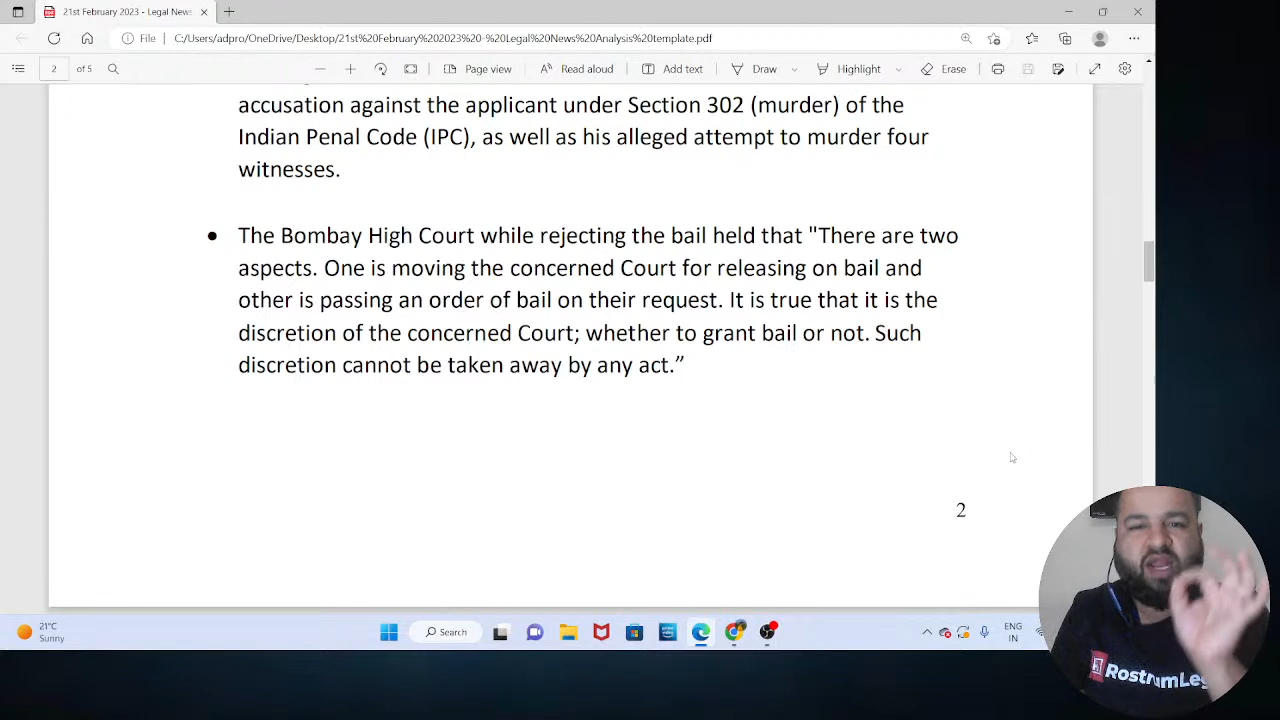 21st February 2023 - Legal News
File C:/Users/adpro/OneDrive/Desktop/21st%20February%202023%20-%20Legal%20News%20Analysis%20template.pdf
2 of 5 Page view Read aloud Add text Draw Highlight Erase
accusation against the applicant under Section 302 (murder) of the
Indian Penal Code (IPC), as well as his alleged attempt to murder four
witnesses.
• The Bombay High Court while rejecting the bail held that "There are two
aspects. One is moving the concerned Court for releasing on bail and
other is passing an order of bail on their request. It is true that it is the
discretion of the concerned Court; whether to grant bail or not. Such
discretion cannot be taken away by any act.”
2
21°C
Sunny
Search
ENG
IN
RostrumLeg